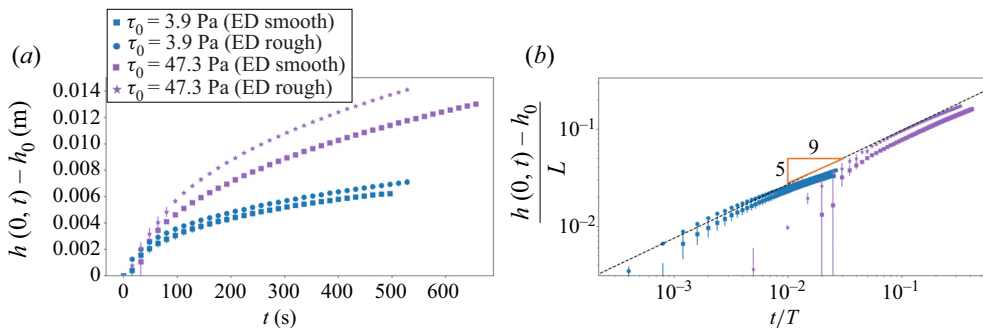 τ0 = 3.9 Pa (ED smooth)
τ0 = 3.9 Pa (ED rough)
τ0 = 47.3 Pa (ED smooth)
τ0 = 47.3 Pa (ED rough)
(a)
0.014
0.012
0.010
0.008
0.006
0.004
0.002
0
h (0, t) – h0 (m)
0 100 200 300 400 500 600
t (s)
(b)
10–1
10–2
h (0, t) – h0
L
9
5
10–3 10–2 10–1
t/T